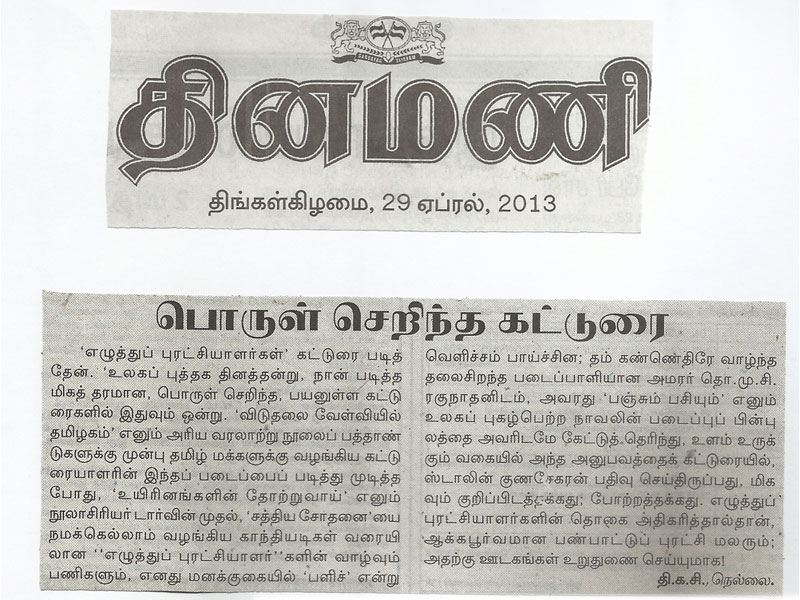 தினமணி
திங்கள்கிழமை, 29 ஏப்ரல், 2013
பொருள் செறிந்த கட்டுரை
‘எழுத்துப் புரட்சியாளர்கள்’ கட்டுரை படித்
தேன். ‘உலகப் புத்தக தினத்தன்று, நான் படித்த
மிகத் தரமான, பொருள் செறிந்த, பயனுள்ள கட்டு
ரைகளில் இதுவும் ஒன்று. ‘விடுதலை வேள்வியில்
தமிழகம்’ எனும் அரிய வரலாற்று நூலைப் பத்தாண்
டுகளுக்கு முன்பு தமிழ் மக்களுக்கு வழங்கிய கட்டு
ரையாளரின் இந்தப் படைப்பைப் படித்து முடித்த
போது, ‘உயிரினங்களின் தோற்றுவாய்’ எனும்
நூலாசிரியர் டார்வின் முதல், ‘சத்திய சோதனை’யை
நமக்கெல்லாம் வழங்கிய காந்தியடிகள் வரையி
லான ‘‘எழுத்துப் புரட்சியாளர்’’களின் வாழ்வும்
பணிகளும், எனது மனக்குகையில் ‘பளிச்’ என்று
வெளிச்சம் பாய்ச்சின; தம் கண்ணெதிரே வாழ்ந்த
தலைசிறந்த படைப்பாளியான அமரர் தொ.மு.சி.
ரகுநாதனிடம், அவரது ‘பஞ்சும் பசியும்’ எனும்
உலகப் புகழ்பெற்ற நாவலின் படைப்புப் பின்பு
லத்தை அவரிடமே கேட்டுத்தெரிந்து, உளம் உருக்
கும் வகையில் அந்த அனுபவத்தைக் கட்டுரையில்,
ஸ்டாலின் குணசேகரன் பதிவு செய்திருப்பது, மிக
வும் குறிப்பிடத்தக்கது; போற்றத்தக்கது. எழுத்துப்
புரட்சியாளர்களின் தொகை அதிகரித்தால்தான்,
ஆக்கபூர்வமான பண்பாட்டுப் புரட்சி மலரும்;
அதற்கு ஊடகங்கள் உறுதுணை செய்யுமாக!
தி.க.சி., நெல்லை.